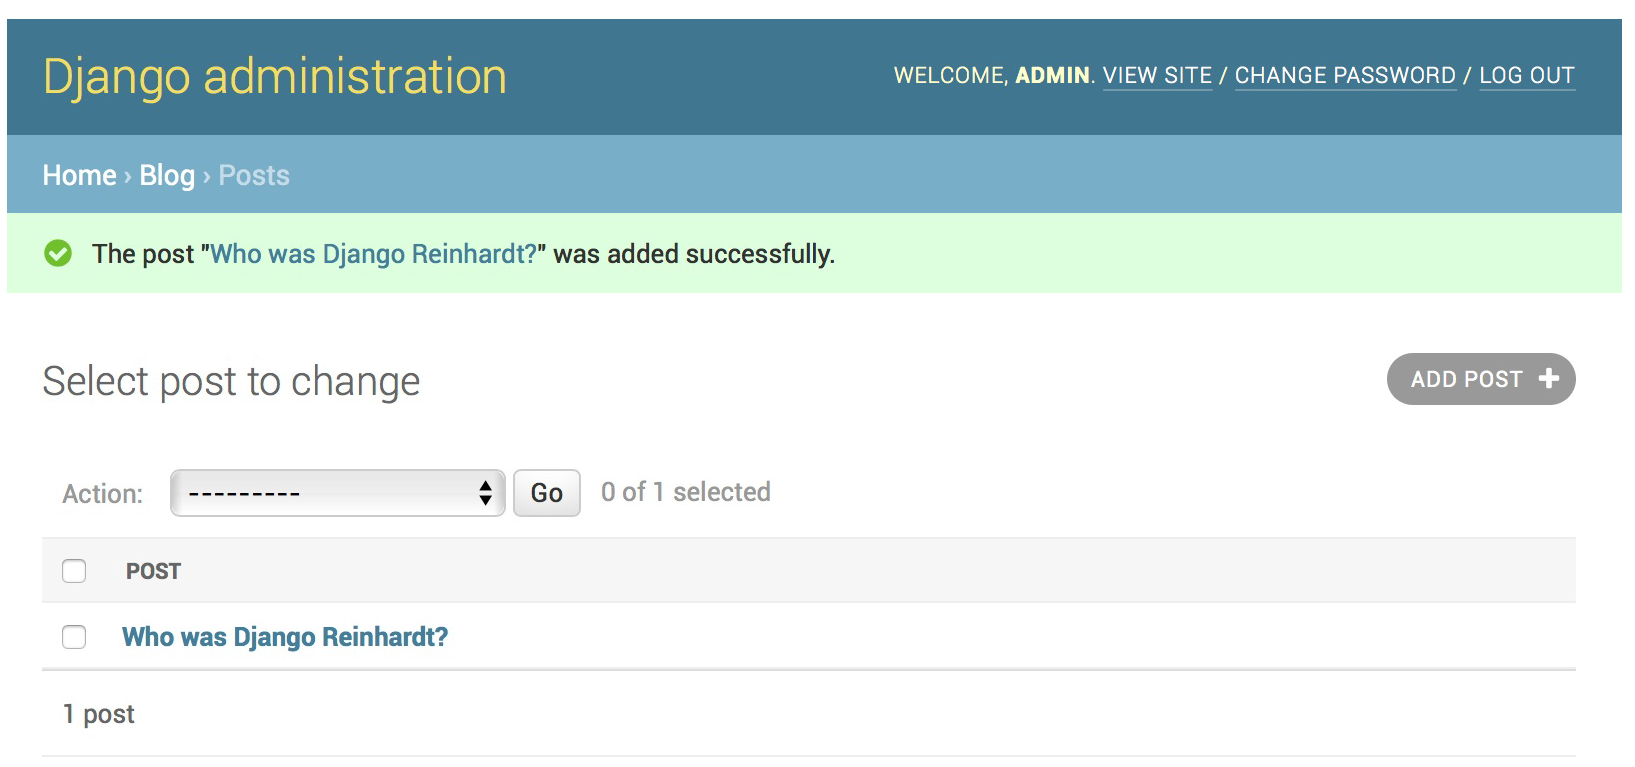 Django administration
WELCOME, ADMIN. VIEW SITE / CHANGE PASSWORD / LOG OUT
Home › Blog › Posts
The post "Who was Django Reinhardt?" was added successfully.
Select post to change
ADD POST +
Action: --------- Go 0 of 1 selected
POST
Who was Django Reinhardt?
1 post